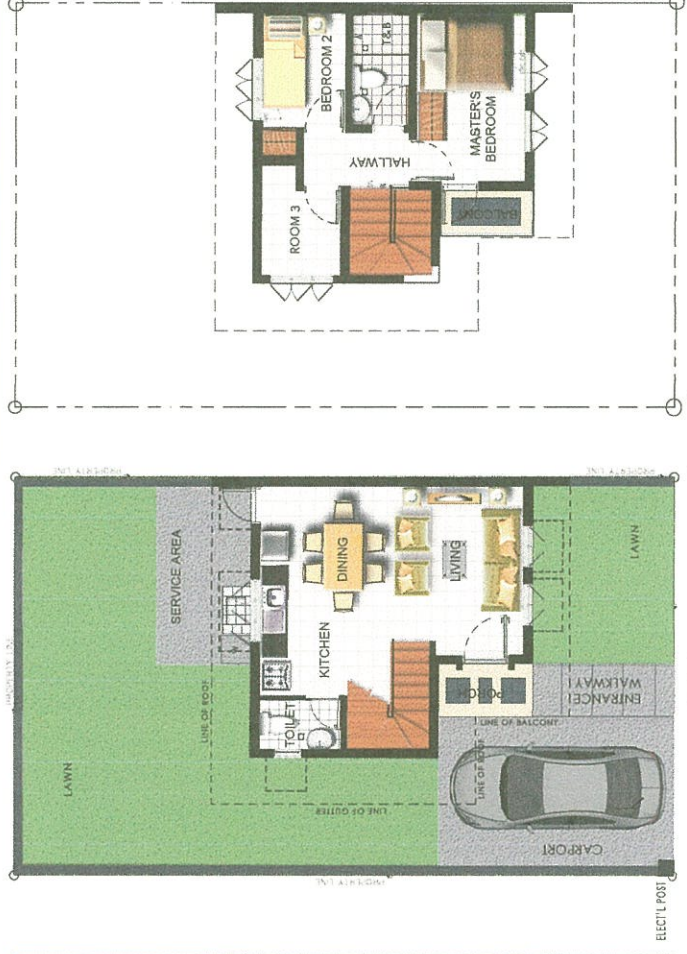 BEDROOM 2
T&B
MASTER'S
BEDROOM
HALLWAY
ROOM 3
BALCONY
PROPERTY LINE
PROPERTY LINE
PROPERTY LINE
PROPERTY LINE
SERVICE AREA
LAWN
LINE OF ROOF
KITCHEN
DINING
LIVING
LAWN
TOILET
PORCH
ENTRANCE/
WALKWAY
LINE OF BALCONY
LINE OF ROOF
LINE OF GUTTER
CARPORT
ELECT'L POST